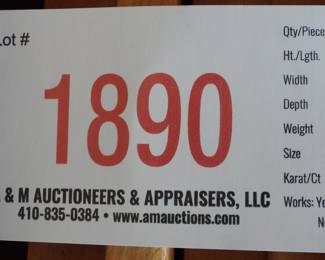 Lot #
1890
& M AUCTIONEERS & APPRAISERS, LLC
410-835-0384 • www.amauctions.com
Qty/Piece
Ht./Lgth.
Width
Depth
Weight
Size
Karat/Ct
Works: Ye
N